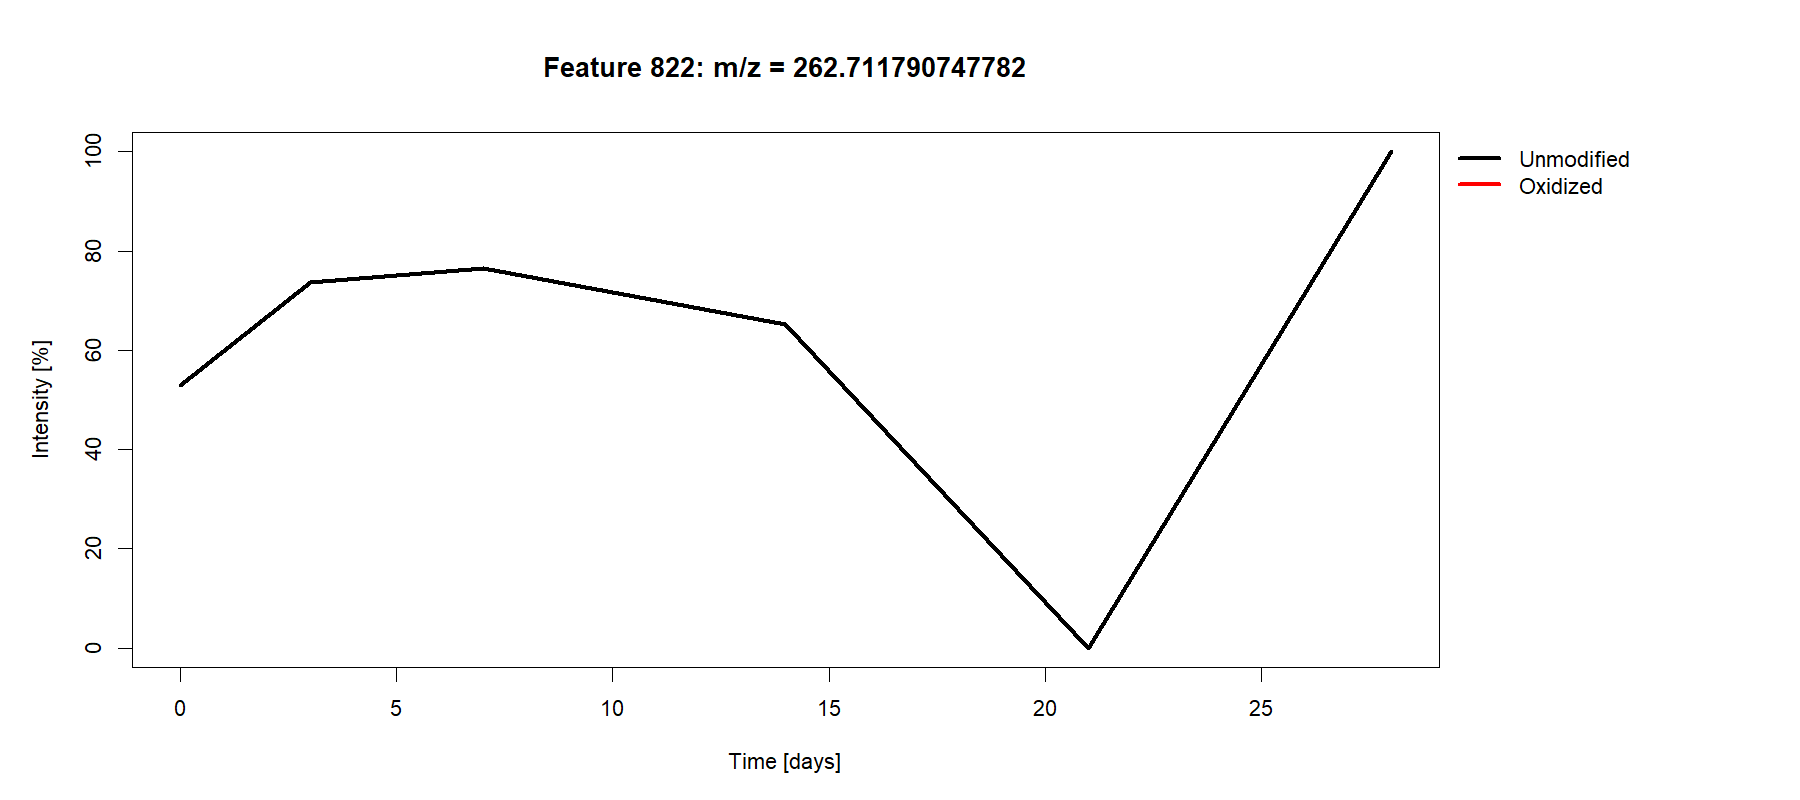 Feature 822: m/z = 262.711790747782
100
80
60
40
20
0
Intensity [%]
Unmodified
Oxidized
0 5 10 15 20 25
Time [days]